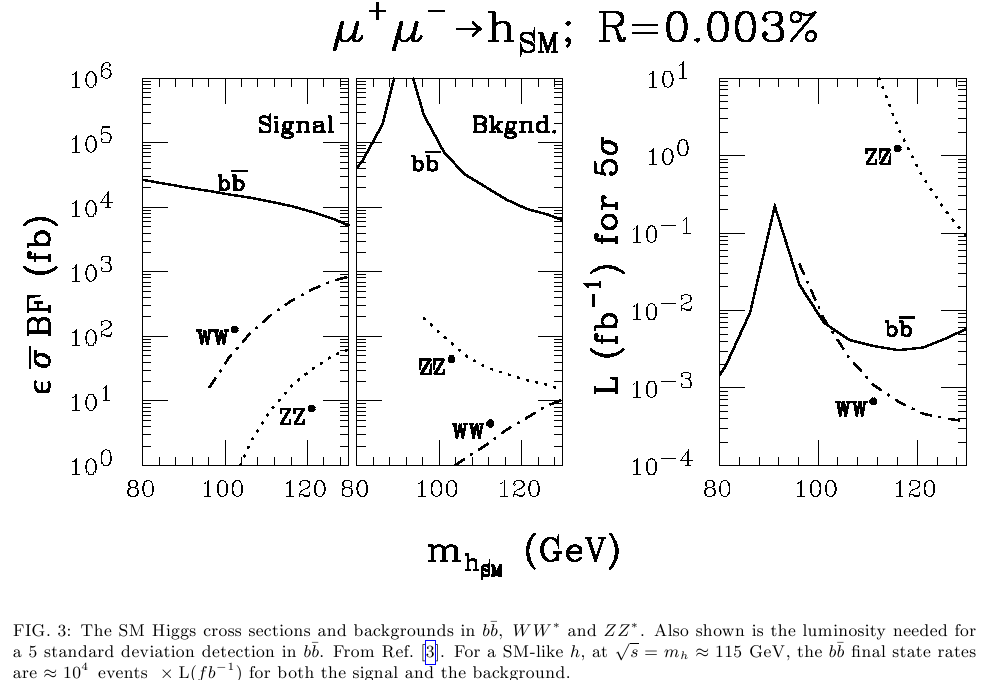 μ⁺μ⁻→h_SM; R=0.003%
10⁶
10⁵
10⁴
10³
10²
10¹
10⁰
ε σ̅ BF (fb)
Signal
bb̅
WW*
ZZ*
80 100 120
Bkgnd.
bb̅
ZZ*
WW*
80 100 120
L (fb⁻¹) for 5σ
10¹
10⁰
10⁻¹
10⁻²
10⁻³
10⁻⁴
ZZ*
bb̅
WW*
80 100 120
m_h_SM (GeV)
FIG. 3: The SM Higgs cross sections and backgrounds in bb̄, WW* and ZZ*. Also shown is the luminosity needed for
a 5 standard deviation detection in bb̄. From Ref. [3]. For a SM-like h, at √s = m_h ≈ 115 GeV, the bb̄ final state rates
are ≈ 10⁴ events × L(fb⁻¹) for both the signal and the background.